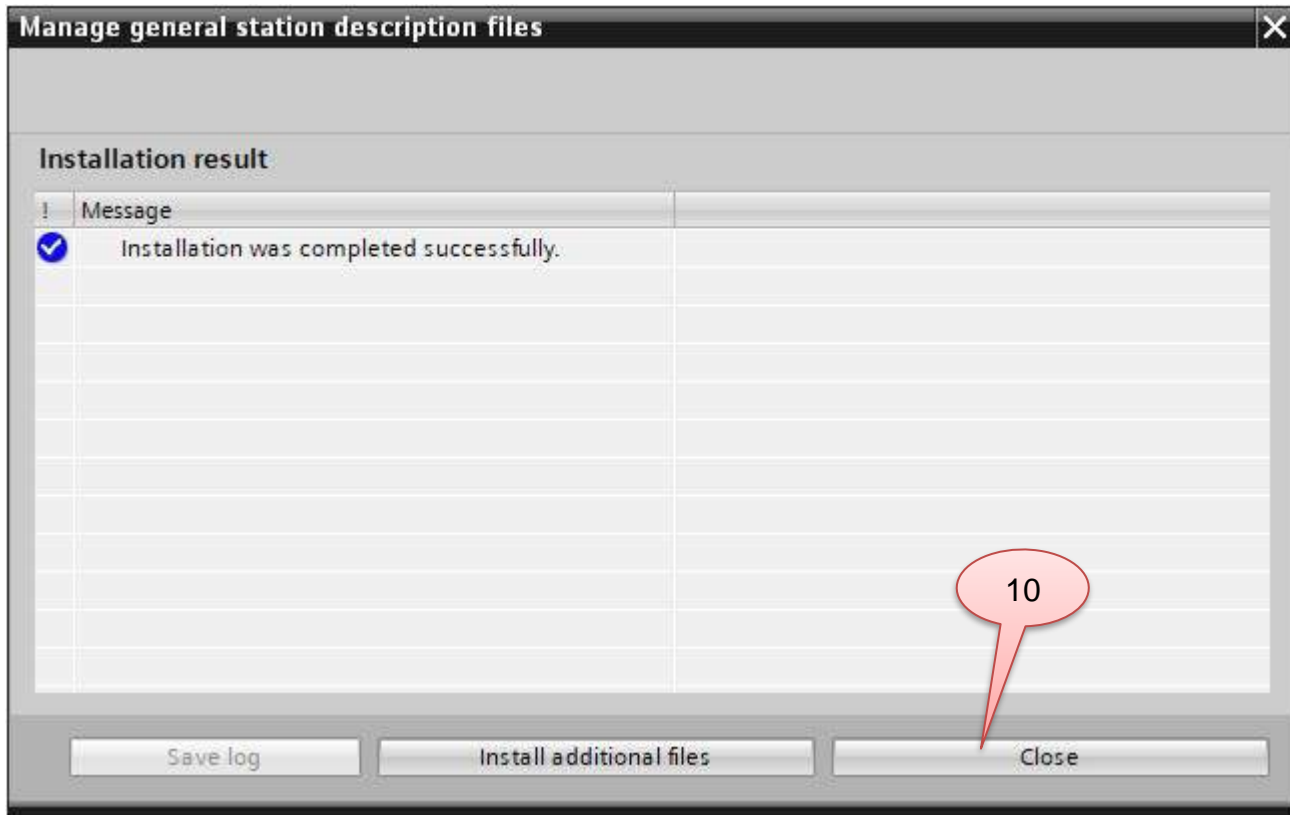 Manage general station description files
Installation result
! Message
Installation was completed successfully.
10
Save log Install additional files Close